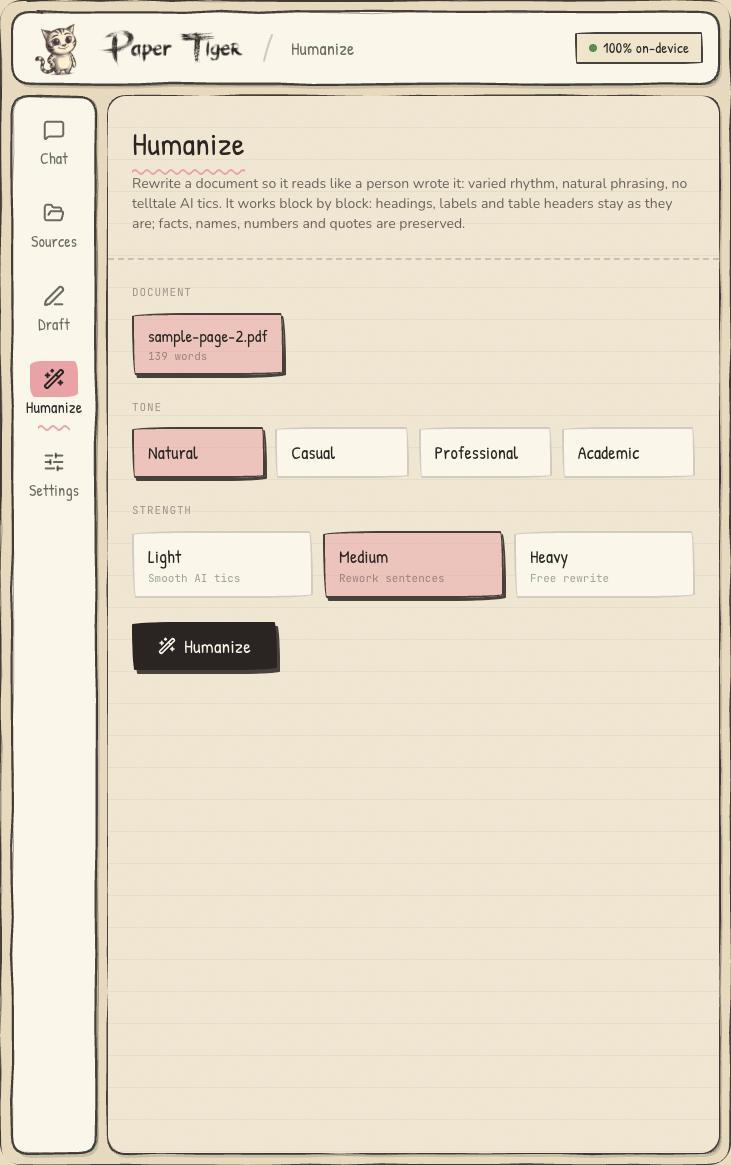 Paper Tiger / Humanize
100% on-device
Chat
Sources
Draft
Humanize
Settings
Humanize
Rewrite a document so it reads like a person wrote it: varied rhythm, natural phrasing, no
telltale AI tics. It works block by block: headings, labels and table headers stay as they
are; facts, names, numbers and quotes are preserved.
DOCUMENT
sample-page-2.pdf
139 words
TONE
Natural
Casual
Professional
Academic
STRENGTH
Light
Smooth AI tics
Medium
Rework sentences
Heavy
Free rewrite
Humanize